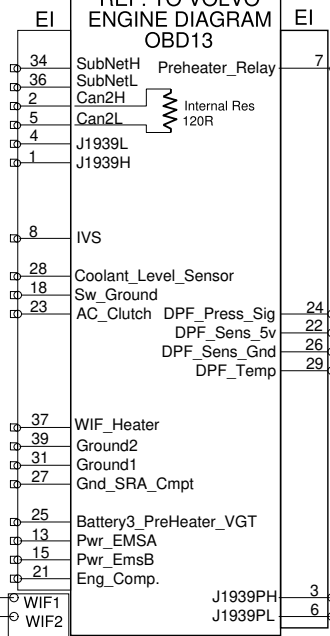 REF. TO VOLVO
EI ENGINE DIAGRAM EI
OBD13
34 SubNetH Preheater_Relay 7
36 SubNetL
2 Can2H
Internal Res
5 Can2L 120R
4 J1939L
1 J1939H
8 IVS
28 Coolant_Level_Sensor
18 Sw_Ground
23 AC_Clutch DPF_Press_Sig 24
DPF_Sens_5v 22
DPF_Sens_Gnd 26
DPF_Temp 29
37 WIF_Heater
39 Ground2
31 Ground1
27 Gnd_SRA_Cmpt
25 Battery3_PreHeater_VGT
13 Pwr_EMSA
15 Pwr_EmsB
21 Eng_Comp.
WIF1 J1939PH 3
WIF2 J1939PL 6